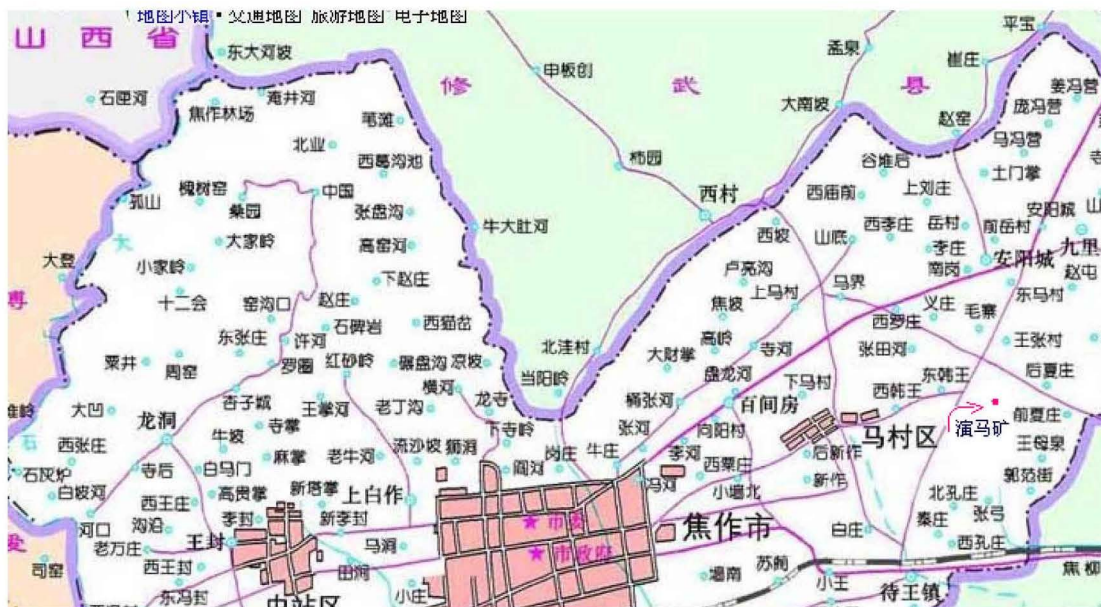 地图小镇·交通地图 旅游地图 电子地图
山西省
修武县
东大河坡
申板创
孟泉
平宝
崔庄
石匣河
焦作林场
淹井河
大南坡
姜冯营
庞冯营
赵窑
马冯营
笔滩
北业
西葛沟池
柿园
谷堆后
土门掌
槐树窑
中国
桑园
孤山
西村
西庙前
上刘庄
安阳城
张盘沟
牛大肚河
西坡
山底
西李庄
岳村
前岳村
大家岭
高窑河
李庄
安阳城
九里
大登
小家岭
下赵庄
卢亮沟
马界
南岗
赵屯
十二会
窑沟口
赵庄
上马村
义庄
东马村
焦坡
西罗庄
毛寨
东张庄
许河
石碑岩
西猫岔
高岭
王张村
粟井
周窑
罗圈
红砂岭
碾盘沟
凉坡
北洼村
大财掌
寺河
张田河
当阳岭
盘龙河
下马村
东韩王
后夏庄
横河
西韩王
大凹
杏子城
王掌河
老丁沟
龙寺
桶张河
百间房
前夏庄
龙洞
寺掌
下寺岭
张河
向阳村
马村区
演马矿
西张庄
牛坡
流沙坡
狮涧
岗庄
牛庄
李河
王母泉
石灰炉
寺后
白马门
麻掌
老牛河
阎河
西粟庄
后新作
郭范街
白坡河
高贵掌
新塔掌
上白作
冯河
小墙北
新作
北孔庄
西王庄
河口
沟沿
李封
新李封
市委
焦作市
白庄
秦庄
张弓
老万庄
王封
马涧
市政府
西孔庄
司窑
西王封
田涧
苏蔺
焦柳
东冯封
中站区
小庄
小王
待王镇